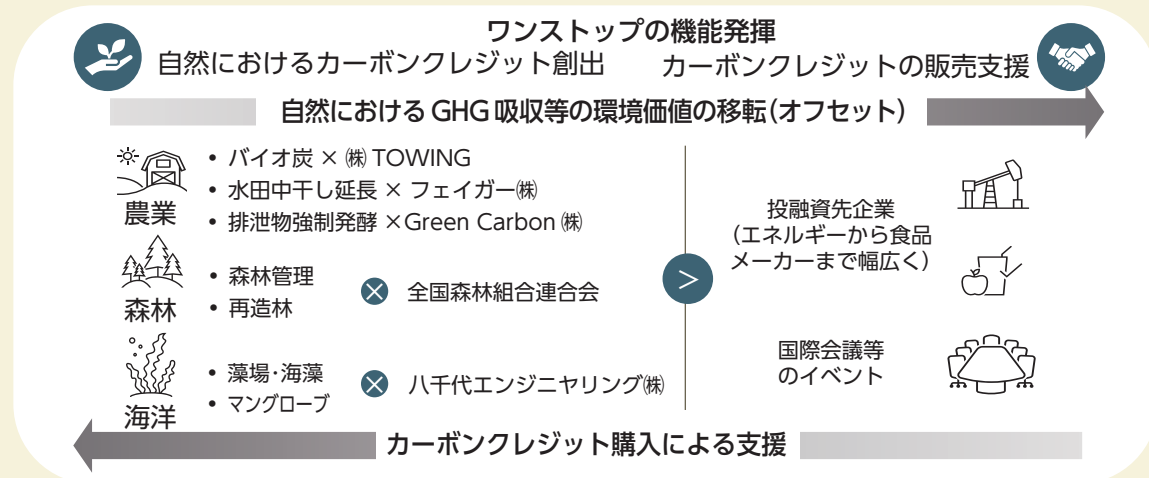 ワンストップの機能発揮
自然におけるカーボンクレジット創出
カーボンクレジットの販売支援
自然における GHG 吸収等の環境価値の移転(オフセット)
農業
• バイオ炭 × ㈱ TOWING
• 水田中干し延長 × フェイガー㈱
• 排泄物強制発酵 ×Green Carbon ㈱
森林
• 森林管理
• 再造林
× 全国森林組合連合会
海洋
• 藻場・海藻
• マングローブ
× 八千代エンジニヤリング㈱
>
投融資先企業
(エネルギーから食品
メーカーまで幅広く)
国際会議等
のイベント
カーボンクレジット購入による支援